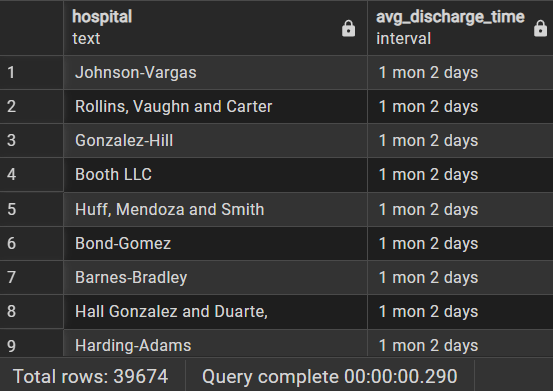 hospital avg_discharge_time
text interval
1 Johnson-Vargas 1 mon 2 days
2 Rollins, Vaughn and Carter 1 mon 2 days
3 Gonzalez-Hill 1 mon 2 days
4 Booth LLC 1 mon 2 days
5 Huff, Mendoza and Smith 1 mon 2 days
6 Bond-Gomez 1 mon 2 days
7 Barnes-Bradley 1 mon 2 days
8 Hall Gonzalez and Duarte, 1 mon 2 days
9 Harding-Adams 1 mon 2 days
Total rows: 39674 Query complete 00:00:00.290